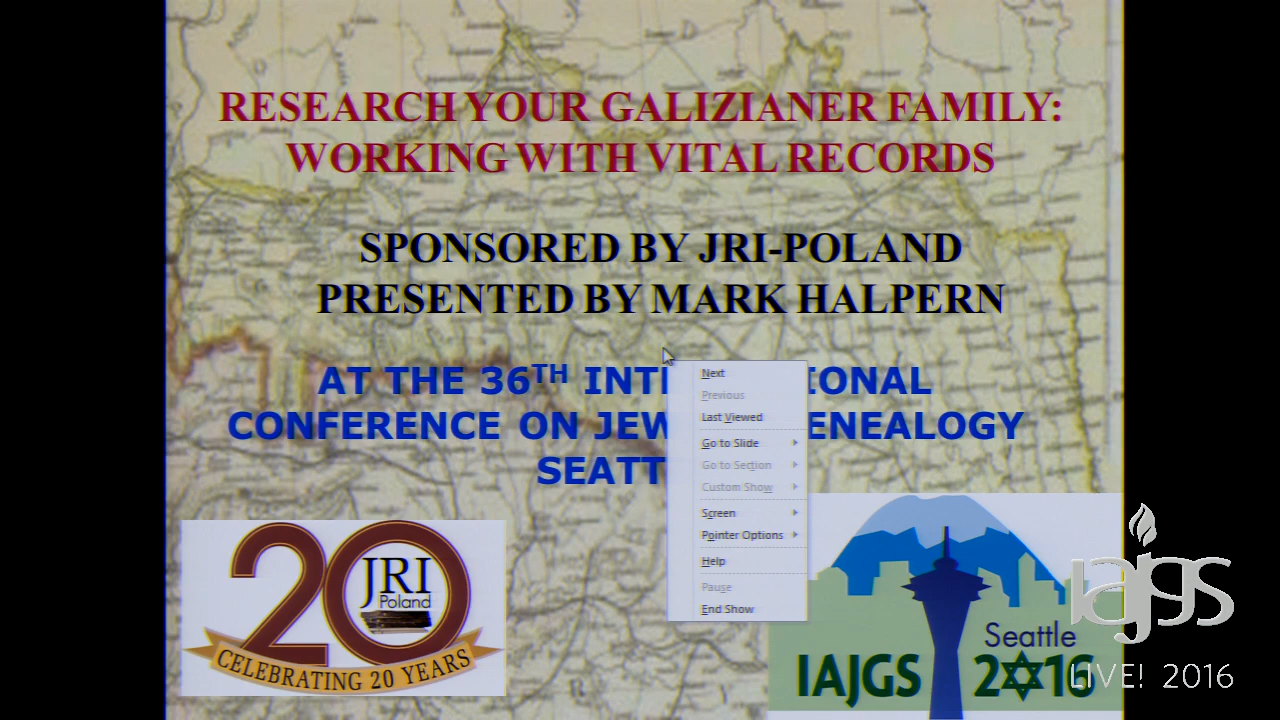 RESEARCH YOUR GALIZIANER FAMILY:
WORKING WITH VITAL RECORDS
SPONSORED BY JRI-POLAND
PRESENTED BY MARK HALPERN
AT THE 36TH INT IONAL
CONFERENCE ON JEW ENEALOGY
SEATT
Next
Previous
Last Viewed
Go to Slide
Go to Section
Custom Show
Screen
Pointer Options
Help
Pause
End Show
20
JRI
Poland
CELEBRATING 20 YEARS
Seattle
IAJGS 2016
iajgs
LIVE! 2016